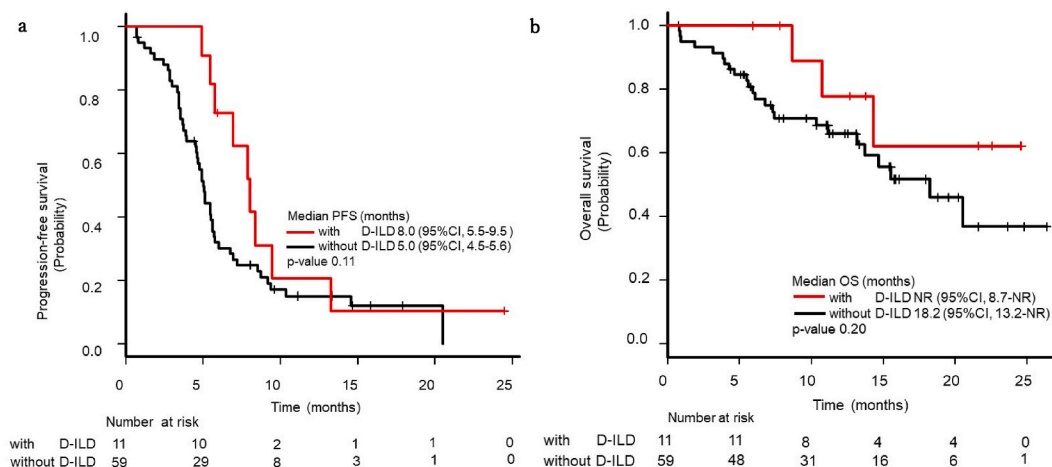 a
1.0
0.8
0.6
0.4
0.2
0.0
Progression-free survival
(Probability)
Median PFS (months)
with D-ILD 8.0 (95%CI, 5.5-9.5)
without D-ILD 5.0 (95%CI, 4.5-5.6)
p-value 0.11
0 5 10 15 20 25
Time (months)
Number at risk
with D-ILD 11 10 2 1 1 0
without D-ILD 59 29 8 3 1 0
b
1.0
0.8
0.6
0.4
0.2
0.0
Overall survival
(Probability)
Median OS (months)
with D-ILD NR (95%CI, 8.7-NR)
without D-ILD 18.2 (95%CI, 13.2-NR)
p-value 0.20
0 5 10 15 20 25
Time (months)
Number at risk
with D-ILD 11 11 8 4 4 0
without D-ILD 59 48 31 16 6 1